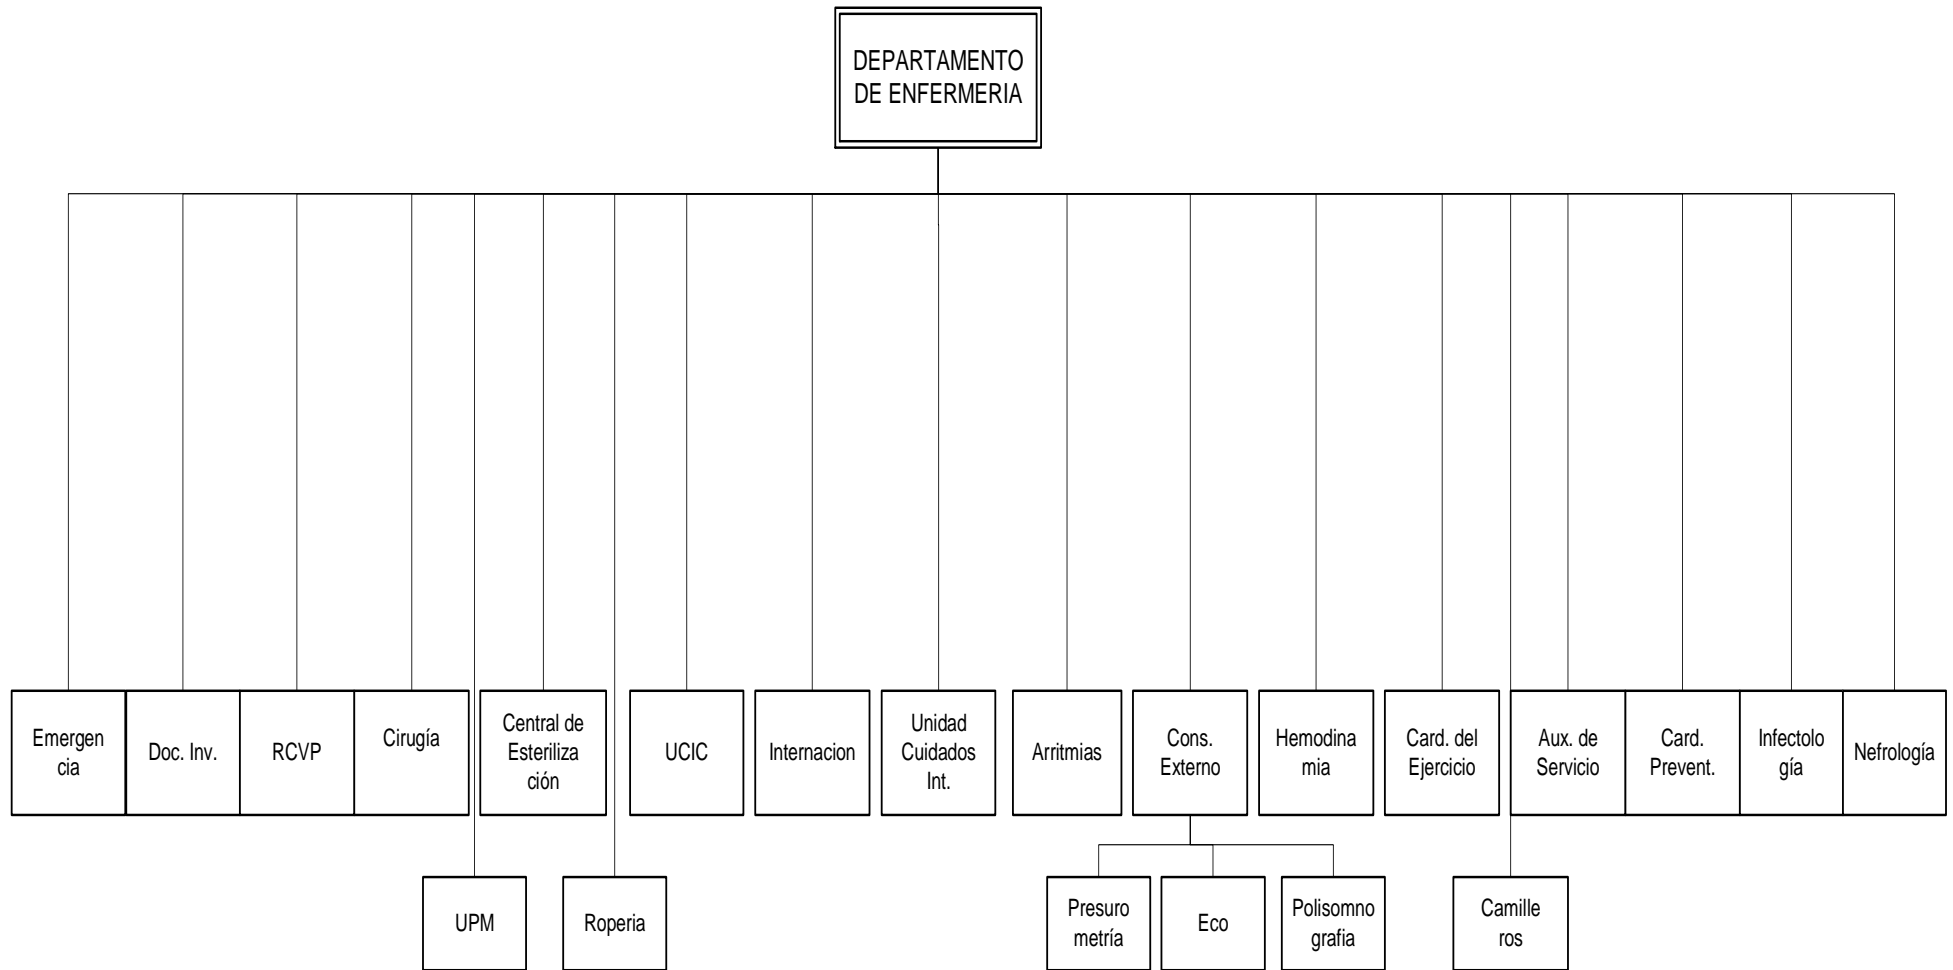 DEPARTAMENTO
DE ENFERMERIA
Emergen
cia
Doc. Inv.
RCVP
Cirugía
Central de
Esteriliza
ción
UCIC
Internacion
Unidad
Cuidados
Int.
Arritmias
Cons.
Externo
Hemodina
mia
Card. del
Ejercicio
Aux. de
Servicio
Card.
Prevent.
Infectolo
gía
Nefrología
UPM
Roperia
Presuro
metría
Eco
Polisomno
grafia
Camille
ros